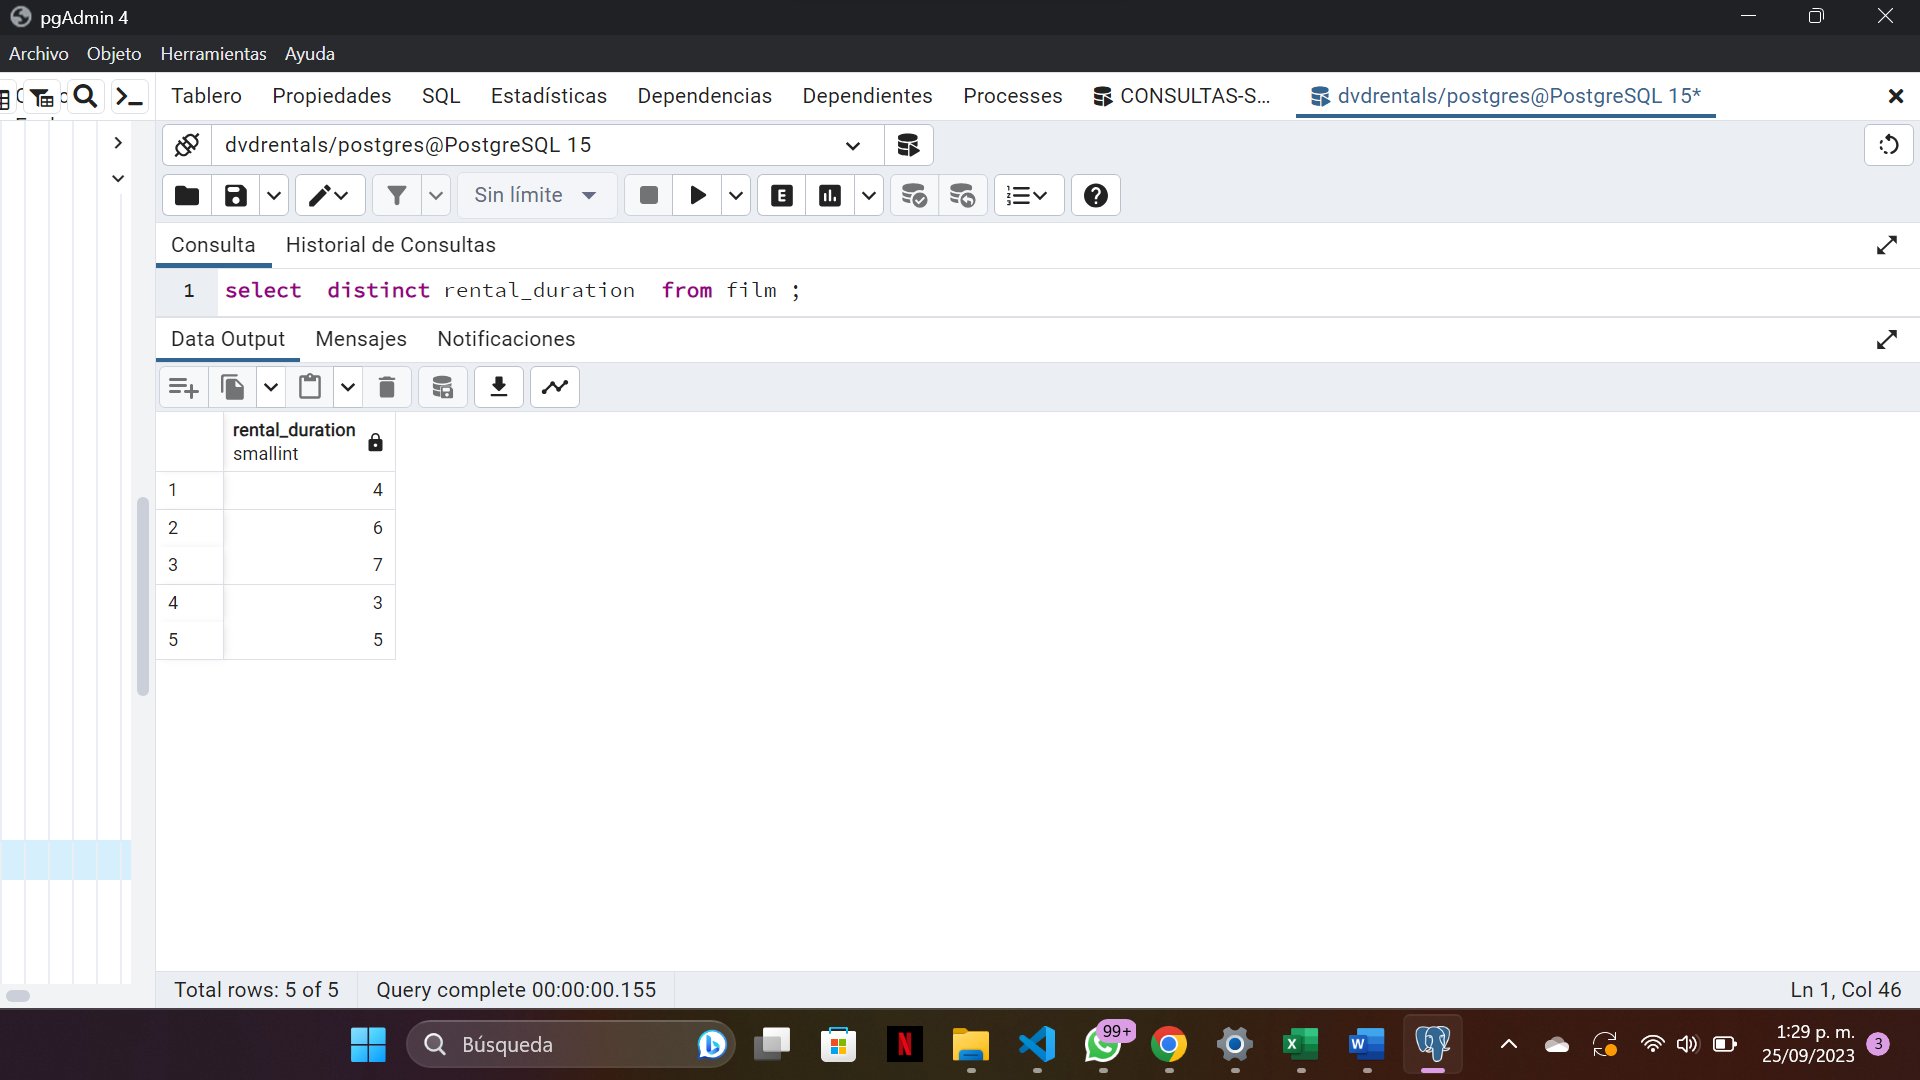 pgAdmin 4
Archivo Objeto Herramientas Ayuda
Tablero Propiedades SQL Estadísticas Dependencias Dependientes Processes CONSULTAS-S... dvdrentals/postgres@PostgreSQL 15*
dvdrentals/postgres@PostgreSQL 15
Sin límite E
Consulta Historial de Consultas
1 select distinct rental_duration from film ;
Data Output Mensajes Notificaciones
rental_duration
smallint
1 4
2 6
3 7
4 3
5 5
Total rows: 5 of 5 Query complete 00:00:00.155 Ln 1, Col 46
Búsqueda 99+ 1:29 p. m.
25/09/2023 3